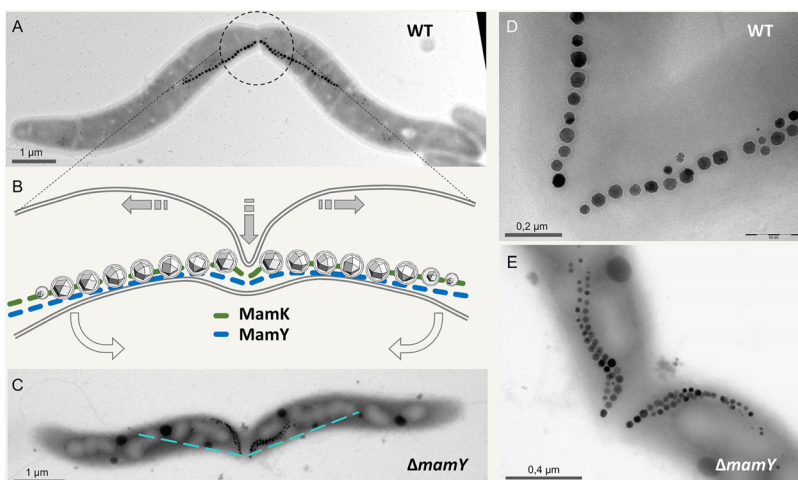 A
WT
1 µm
B
MamK
MamY
C
ΔmamY
1 µm
D
WT
0,2 µm
E
ΔmamY
0,4 µm